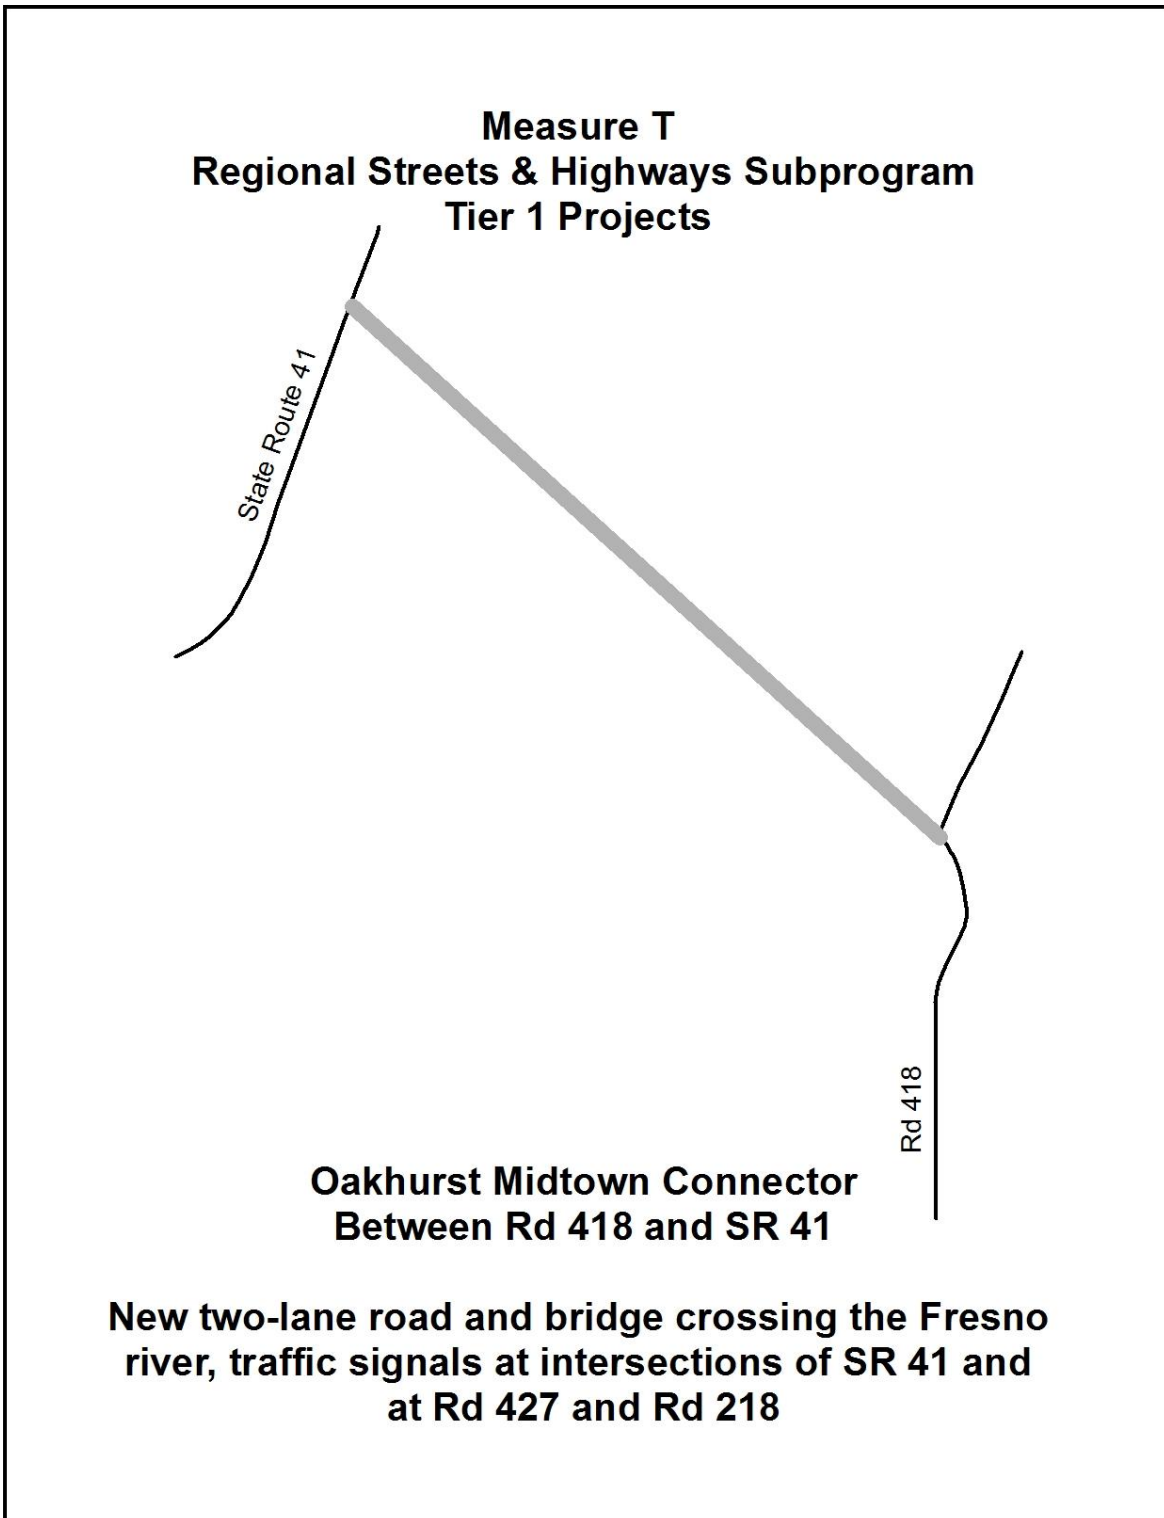 Measure T
Regional Streets & Highways Subprogram
Tier 1 Projects
State Route 41
Rd 418
Oakhurst Midtown Connector
Between Rd 418 and SR 41
New two-lane road and bridge crossing the Fresno
river, traffic signals at intersections of SR 41 and
at Rd 427 and Rd 218